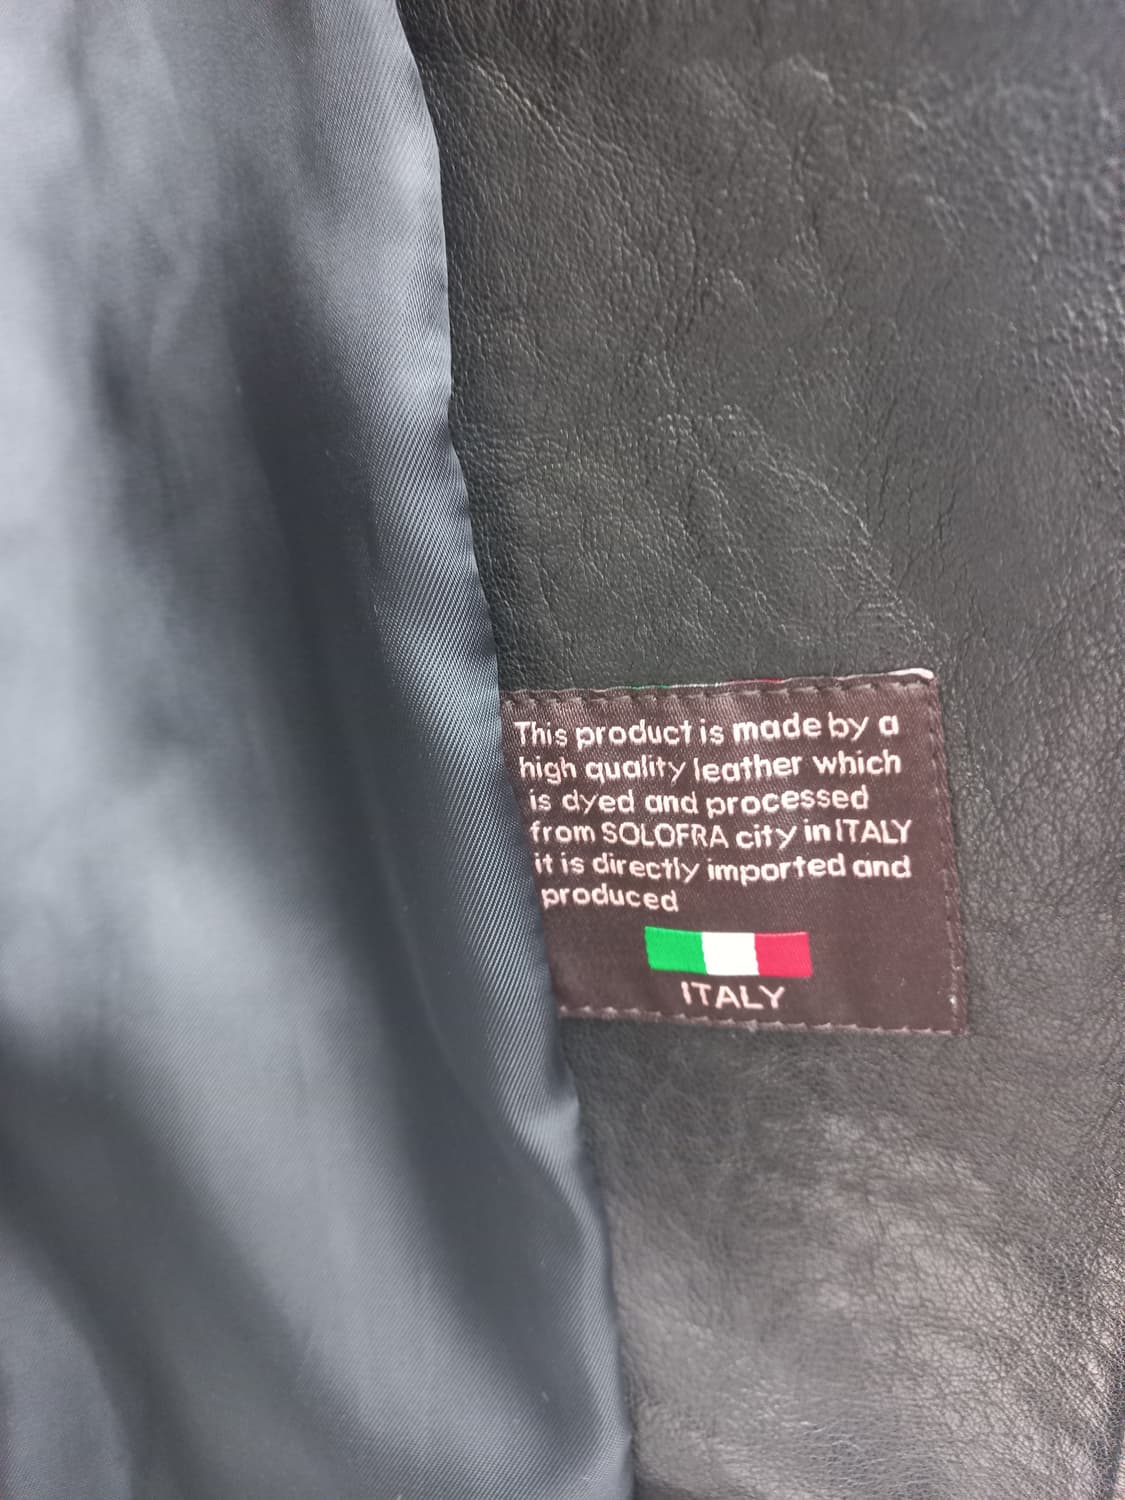 This product is made by a
high quality leather which
is dyed and processed
from SOLOFRA city in ITALY
it is directly imported and
produced
ITALY